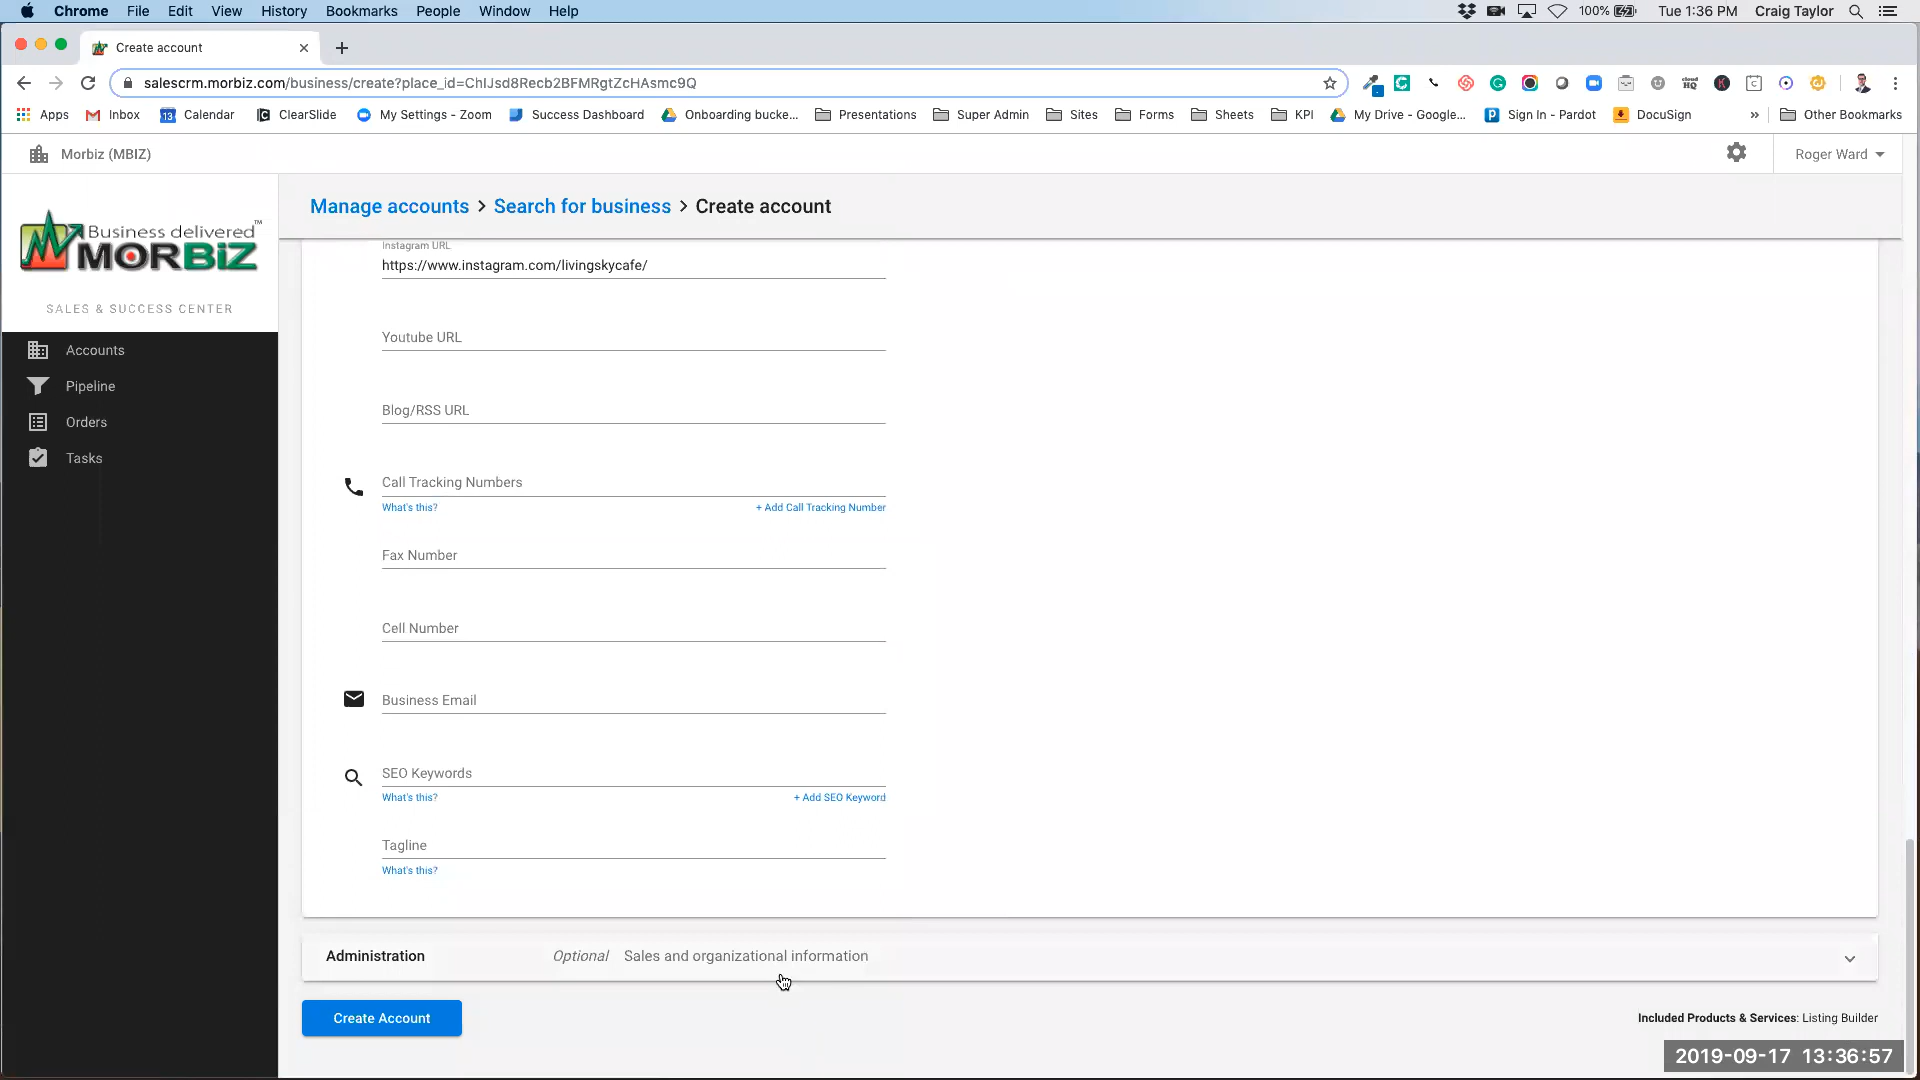 Chrome File Edit View History Bookmarks People Window Help 100% Tue 1:36 PM Craig Taylor
Create account
salescrm.morbiz.com/business/create?place_id=ChIJsd8Recb2BFMRgtZcHAsmc9Q
Apps Inbox 13 Calendar ClearSlide My Settings - Zoom Success Dashboard Onboarding bucke... Presentations Super Admin Sites Forms Sheets KPI My Drive - Google... Sign In - Pardot DocuSign » Other Bookmarks
Morbiz (MBIZ) Roger Ward
Manage accounts > Search for business > Create account
Business delivered™
MORBiZ
SALES & SUCCESS CENTER
Accounts
Pipeline
Orders
Tasks
Instagram URL
https://www.instagram.com/livingskycafe/
Youtube URL
Blog/RSS URL
Call Tracking Numbers
What's this? + Add Call Tracking Number
Fax Number
Cell Number
Business Email
SEO Keywords
What's this? + Add SEO Keyword
Tagline
What's this?
Administration Optional Sales and organizational information
Create Account Included Products & Services: Listing Builder
2019-09-17 13:36:57